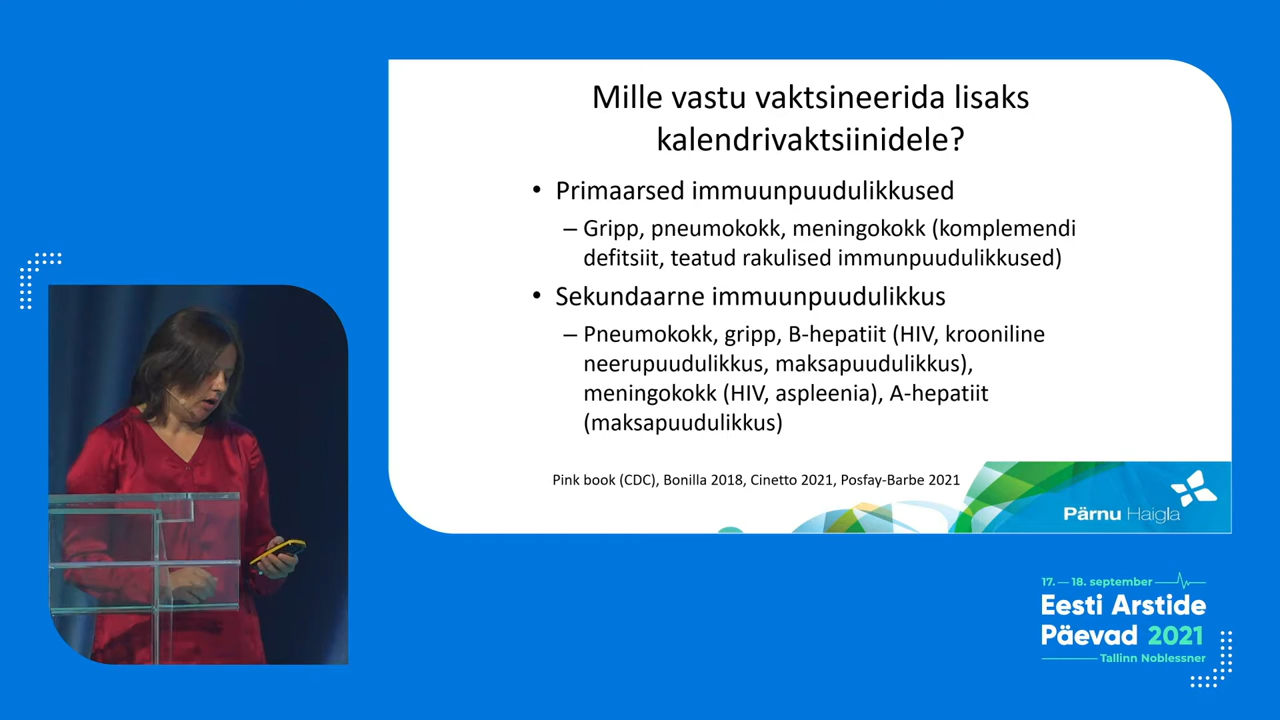 Mille vastu vaktsineerida lisaks
kalendrivaktsiinidele?
• Primaarsed immuunpuudulikkused
– Gripp, pneumokokk, meningokokk (komplemendi
defitsiit, teatud rakulised immunpuudulikkused)
• Sekundaarne immuunpuudulikkus
– Pneumokokk, gripp, B-hepatiit (HIV, krooniline
neerupuudulikkus, maksapuudulikkus),
meningokokk (HIV, aspleenia), A-hepatiit
(maksapuudulikkus)
Pink book (CDC), Bonilla 2018, Cinetto 2021, Posfay-Barbe 2021
Pärnu Haigla
17. — 18. september
Eesti Arstide
Päevad 2021
Tallinn Noblessner